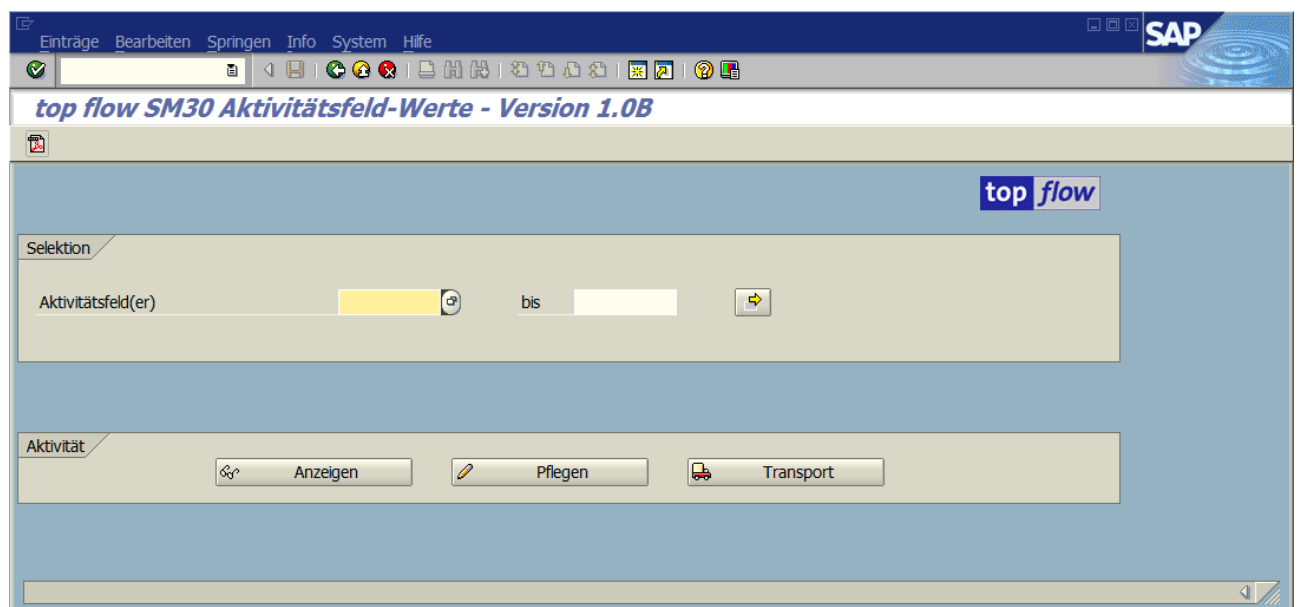 Einträge Bearbeiten Springen Info System Hilfe
SAP
top flow SM30 Aktivitätsfeld-Werte - Version 1.0B
top flow
Selektion
Aktivitätsfeld(er) bis
Aktivität
Anzeigen Pflegen Transport